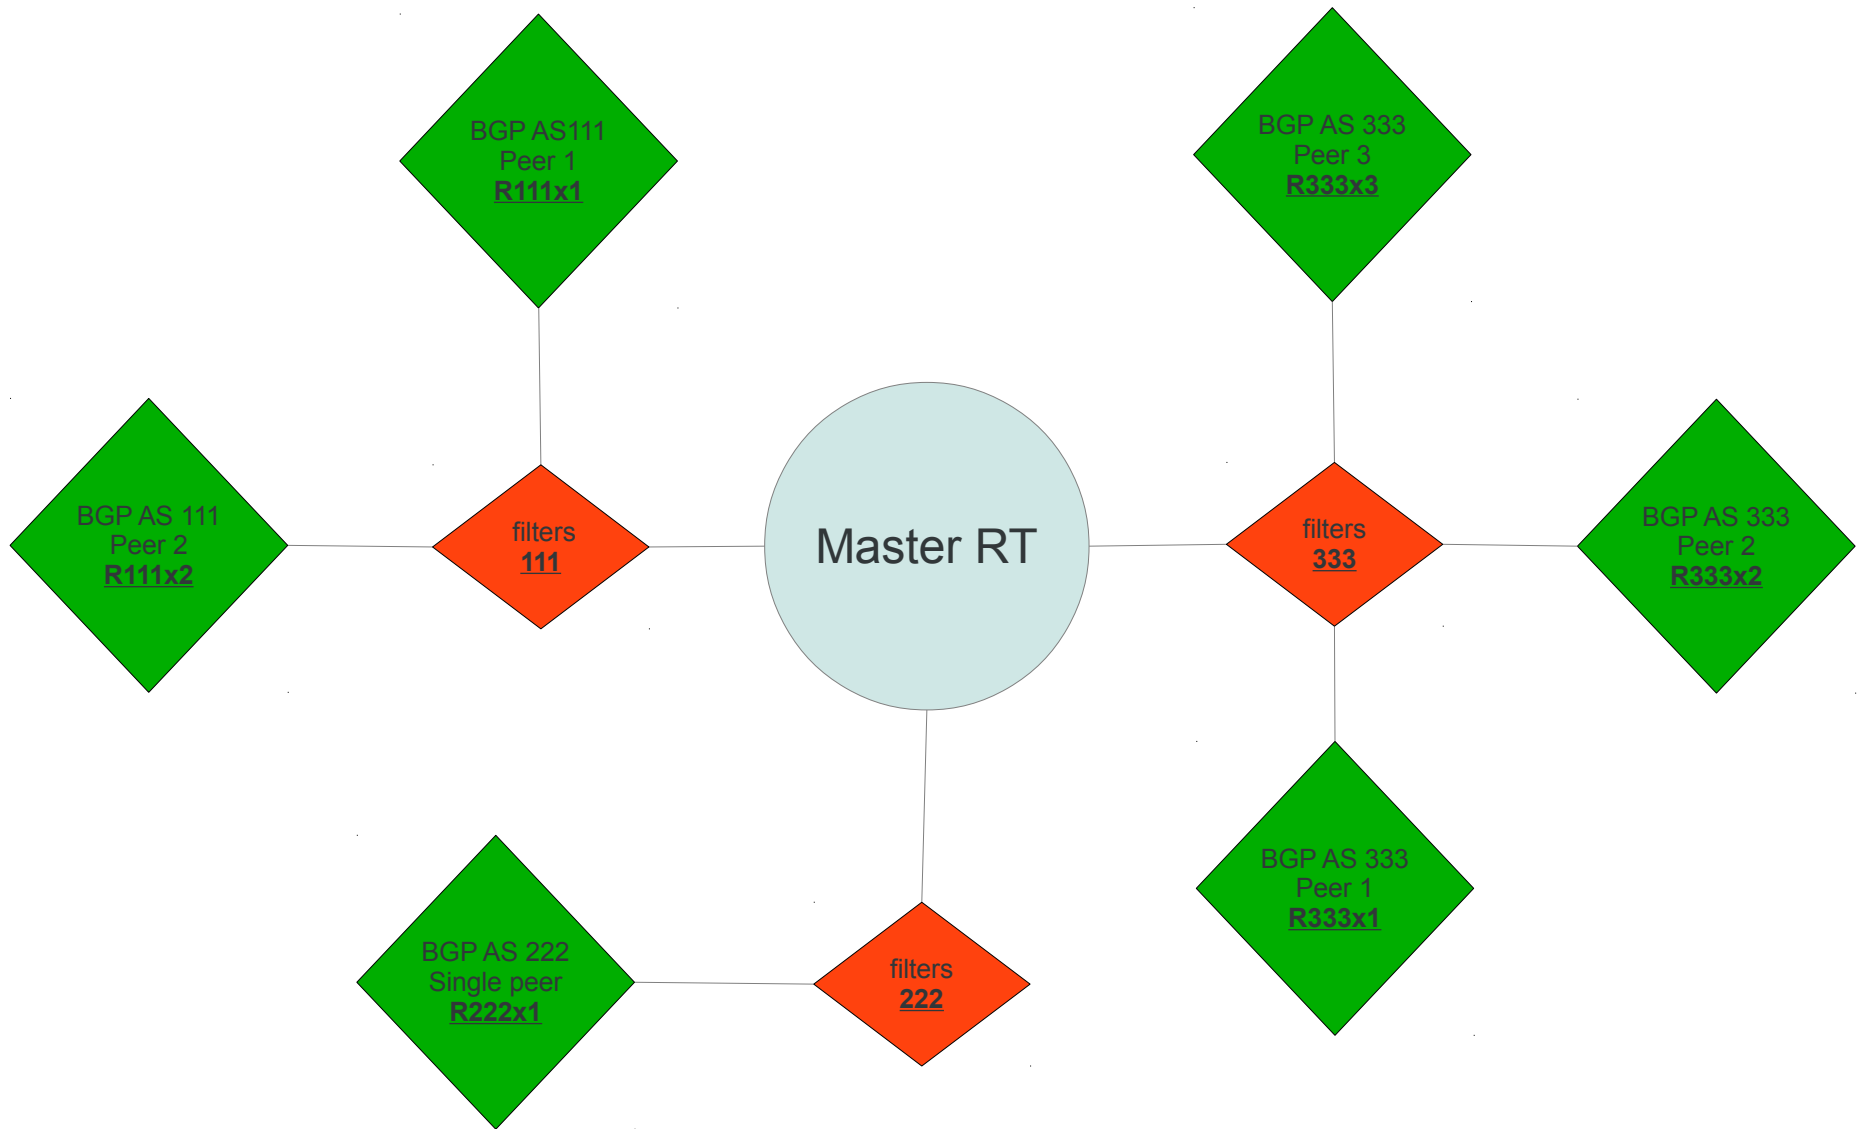 BGP AS111
Peer 1
R111x1
BGP AS 333
Peer 3
R333x3
BGP AS 111
Peer 2
R111x2
filters
111
Master RT
filters
333
BGP AS 333
Peer 2
R333x2
BGP AS 333
Peer 1
R333x1
BGP AS 222
Single peer
R222x1
filters
222